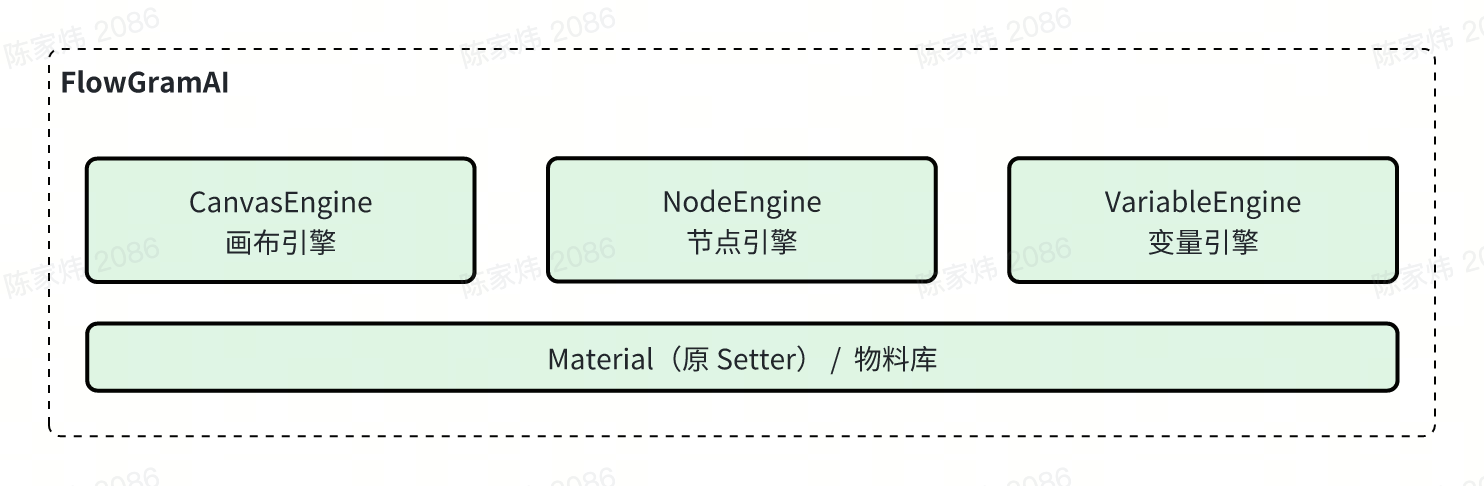 陈家炜 2086
陈家炜 2086
陈家炜 2086
陈家炜 208
FlowGramAI
CanvasEngine
画布引擎
NodeEngine
节点引擎
VariableEngine
变量引擎
陈家炜 2086
陈家炜 2086
陈家炜 2086
陈家炜 208
Material（原 Setter） / 物料库
2086
2086
2086